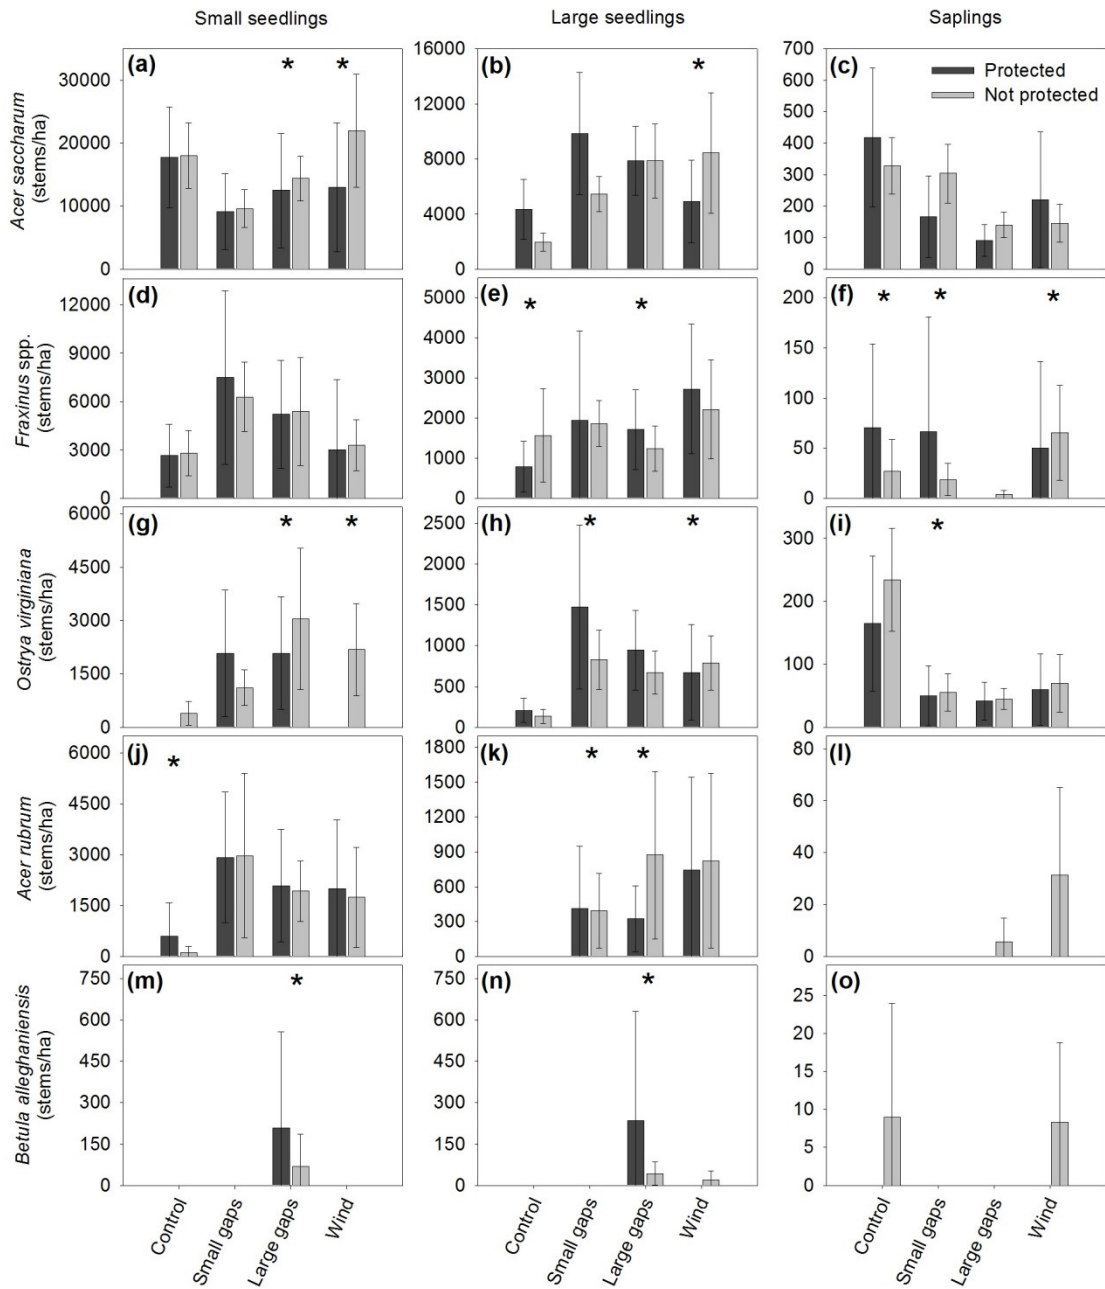 Small seedlings
Large seedlings
Saplings
Acer saccharum
(stems/ha)
(a)
*
*
30000
20000
10000
0
(b)
*
16000
12000
8000
4000
0
(c)
Protected
Not protected
700
600
500
400
300
200
100
0
Fraxinus spp.
(stems/ha)
(d)
12000
9000
6000
3000
0
(e)
*
*
5000
4000
3000
2000
1000
0
(f)
*
*
*
200
150
100
50
0
Ostrya virginiana
(stems/ha)
(g)
*
*
6000
4500
3000
1500
0
(h)
*
*
2500
2000
1500
1000
500
0
(i)
*
300
200
100
0
Acer rubrum
(stems/ha)
(j)
*
6000
4500
3000
1500
0
(k)
*
*
1800
1500
1200
900
600
300
0
(l)
80
60
40
20
0
Betula alleghaniensis
(stems/ha)
(m)
*
750
600
450
300
150
0
(n)
*
750
600
450
300
150
0
(o)
25
20
15
10
5
0
Control
Small gaps
Large gaps
Wind
Control
Small gaps
Large gaps
Wind
Control
Small gaps
Large gaps
Wind